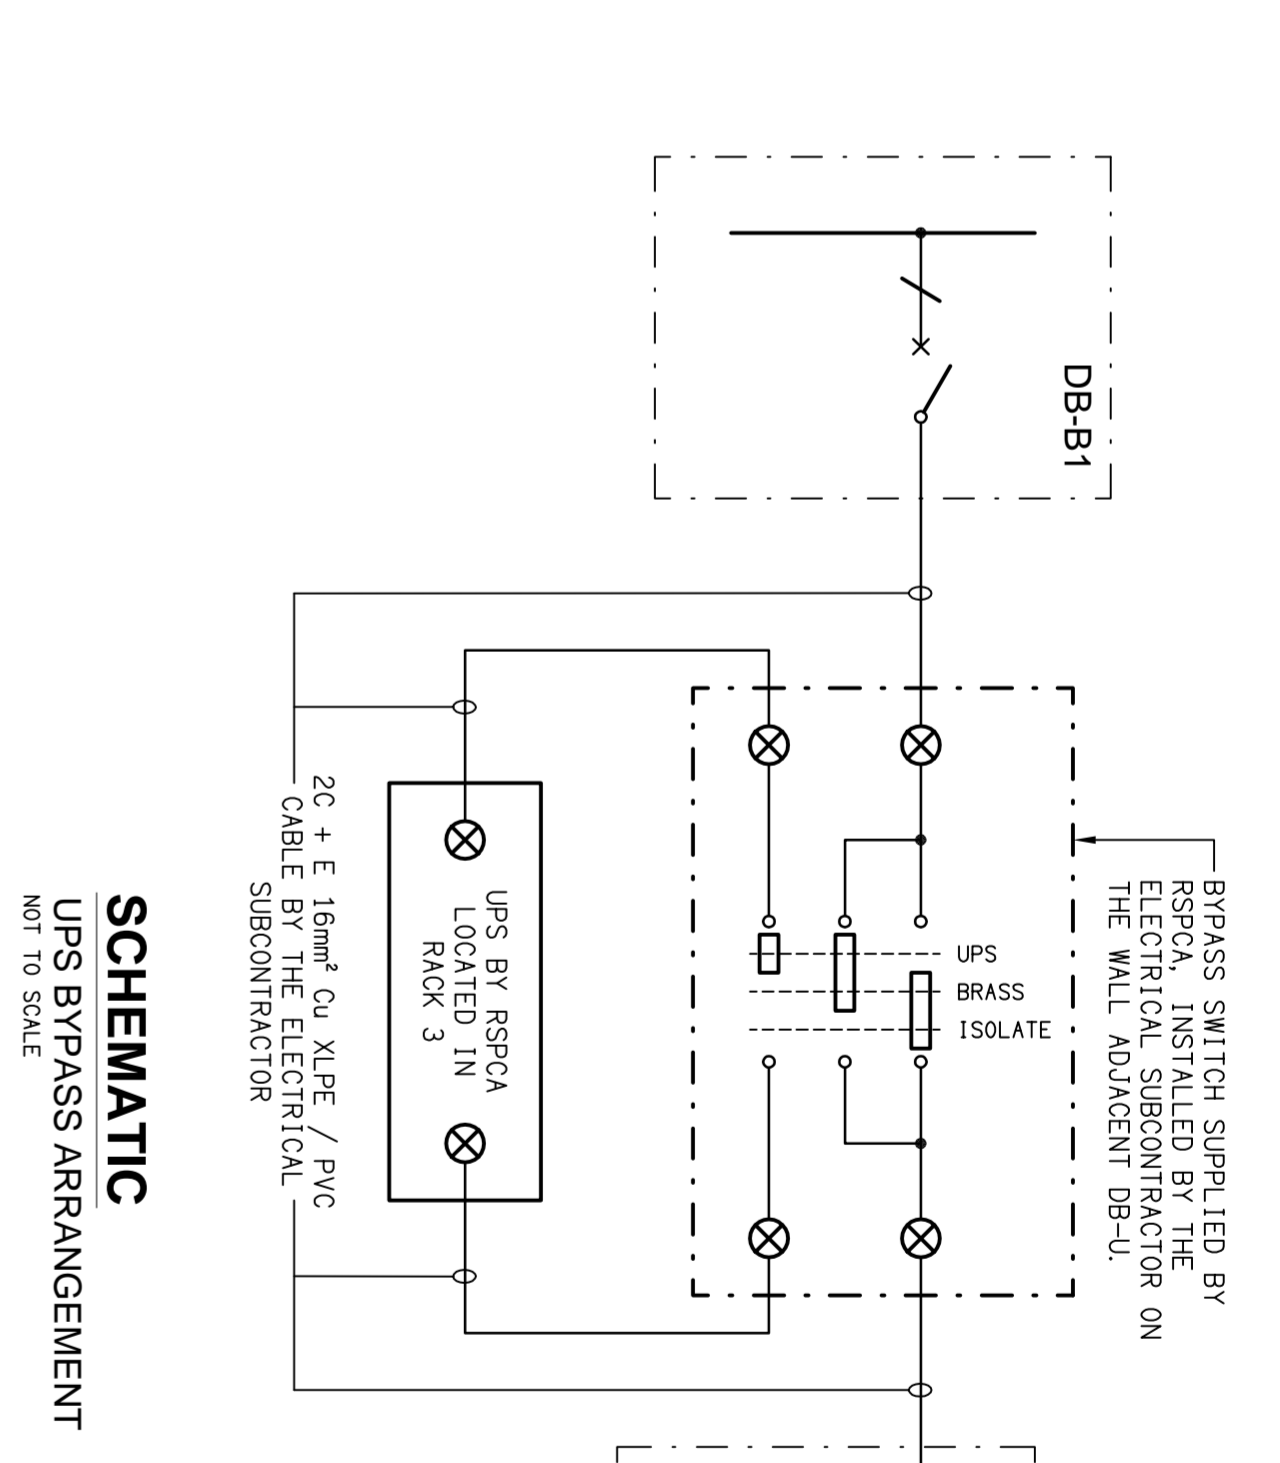 DB-B1
BYPASS SWITCH SUPPLIED BY
RSPCA, INSTALLED BY THE
ELECTRICAL SUBCONTRACTOR ON
THE WALL ADJACENT DB-U.
UPS
BRASS
ISOLATE
UPS BY RSPCA
LOCATED IN
RACK 3
2C + E 16mm² Cu XLPE / PVC
CABLE BY THE ELECTRICAL
SUBCONTRACTOR
SCHEMATIC
UPS BYPASS ARRANGEMENT
NOT TO SCALE